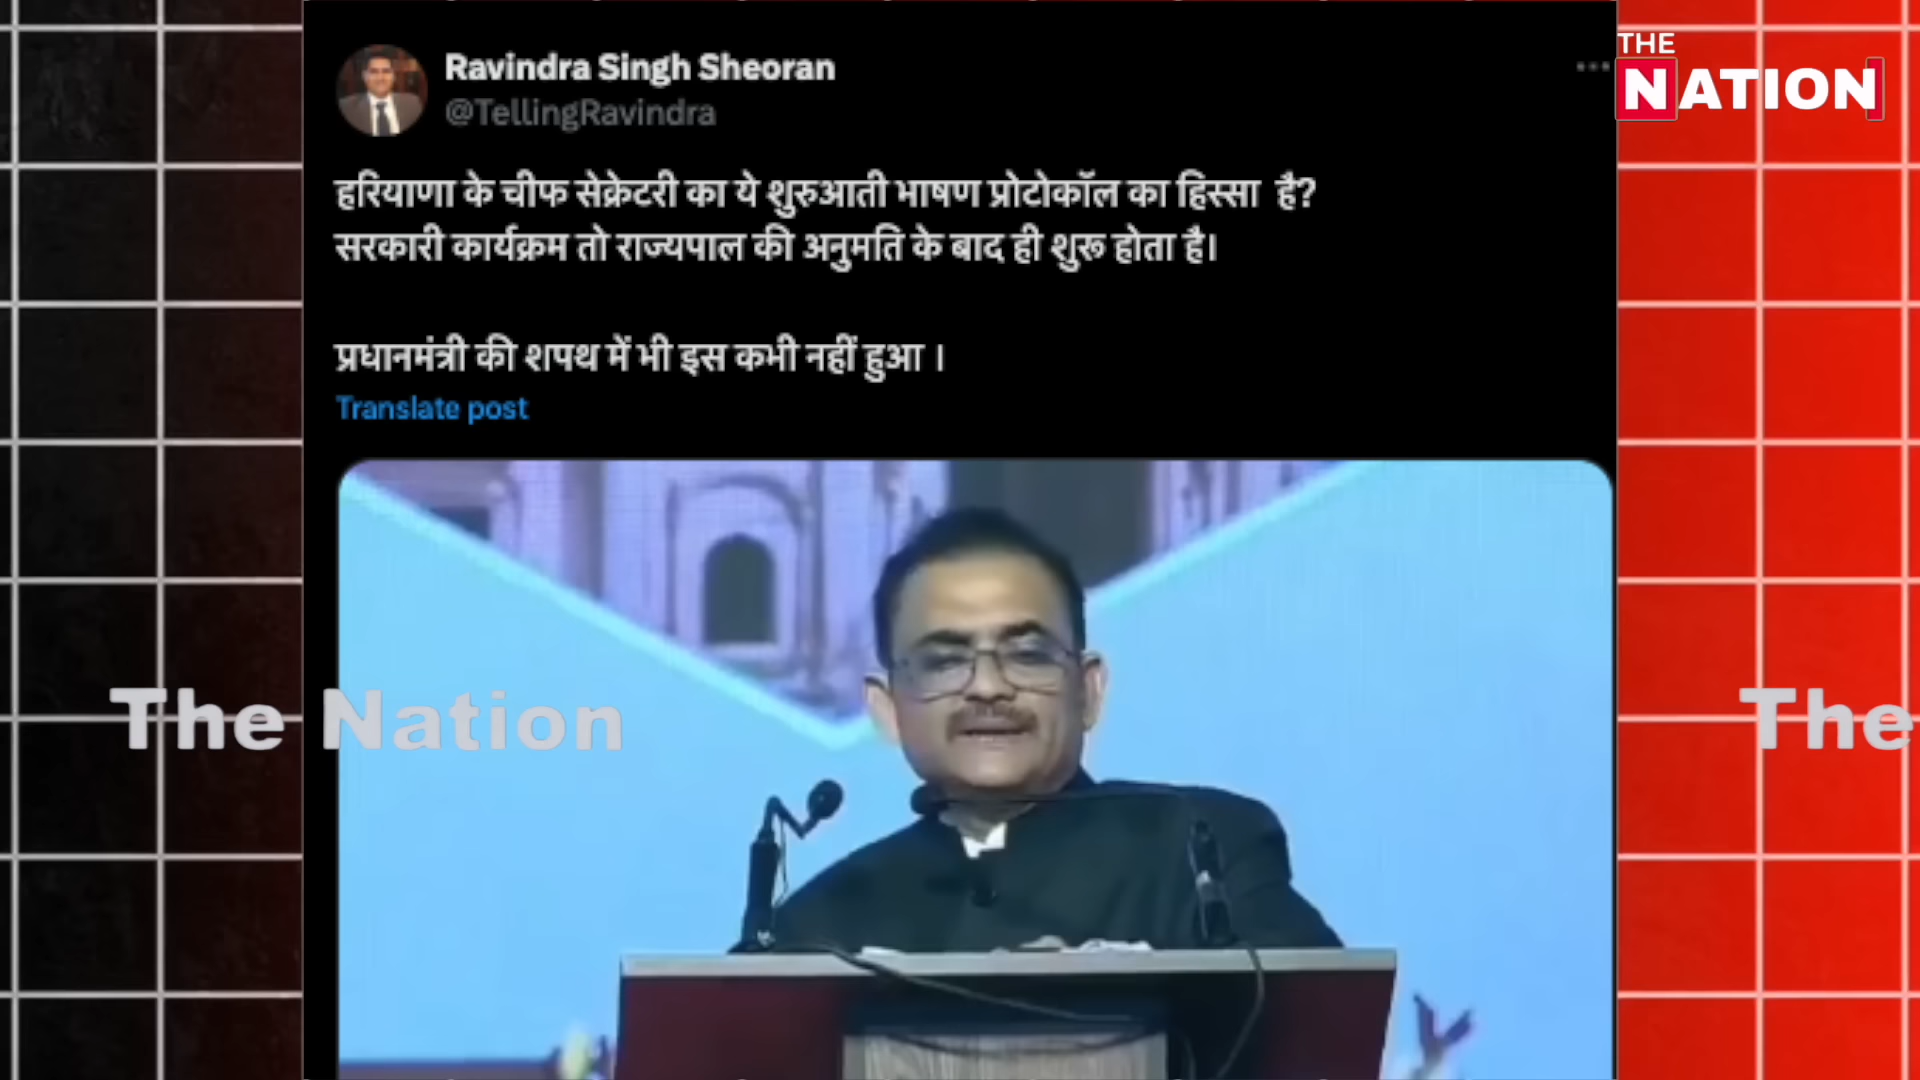 Ravindra Singh Sheoran
@TellingRavindra
THE
NATION
हरियाणा के चीफ सेक्रेटरी का ये शुरुआती भाषण प्रोटोकॉल का हिस्सा है?
सरकारी कार्यक्रम तो राज्यपाल की अनुमति के बाद ही शुरू होता है।
प्रधानमंत्री की शपथ में भी इस कभी नहीं हुआ ।
Translate post
The Nation
The